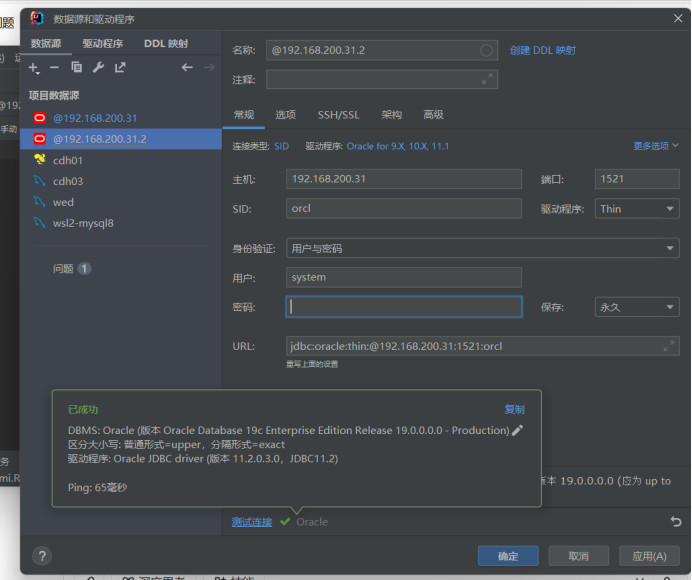 问题
数据源和驱动程序
数据源
驱动程序
DDL 映射
项目数据源
@192.168.200.31
@192.168.200.31.2
cdh01
cdh03
wed
wsl2-mysql8
问题 1
名称: @192.168.200.31.2 创建 DDL 映射
注释:
常规 选项 SSH/SSL 架构 高级
连接类型: SID 驱动程序: Oracle for 9.X, 10.X, 11.1 更多选项
主机: 192.168.200.31 端口: 1521
SID: orcl 驱动程序: Thin
身份验证: 用户与密码
用户: system
密码: 保存: 永久
URL: jdbc:oracle:thin:@192.168.200.31:1521:orcl
重写上面的设置
已成功 复制
DBMS: Oracle (版本 Oracle Database 19c Enterprise Edition Release 19.0.0.0.0 - Production)
区分大小写: 普通形式=upper，分隔形式=exact
驱动程序: Oracle JDBC driver (版本 11.2.0.3.0，JDBC11.2)
Ping: 65毫秒
本 19.0.0.0.0 (应为 up to
测试连接 Oracle
? 确定 取消 应用(A)
手动
务
mi.R